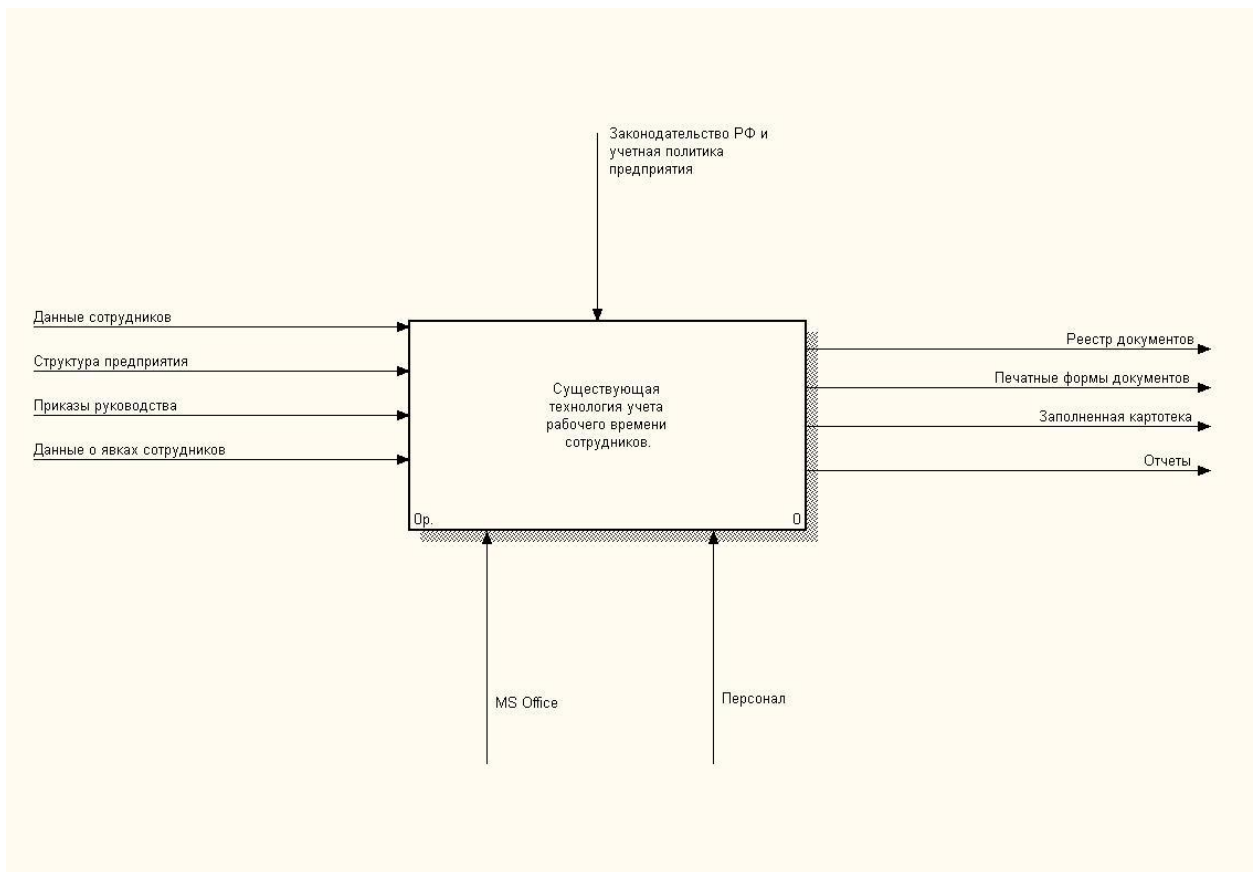 Законодательство РФ и
учетная политика
предприятия
Данные сотрудников
Структура предприятия
Приказы руководства
Данные о явках сотрудников
Существующая
технология учета
рабочего времени
сотрудников.
0р.
0
Реестр документов
Печатные формы документов
Заполненная картотека
Отчеты
MS Office
Персонал